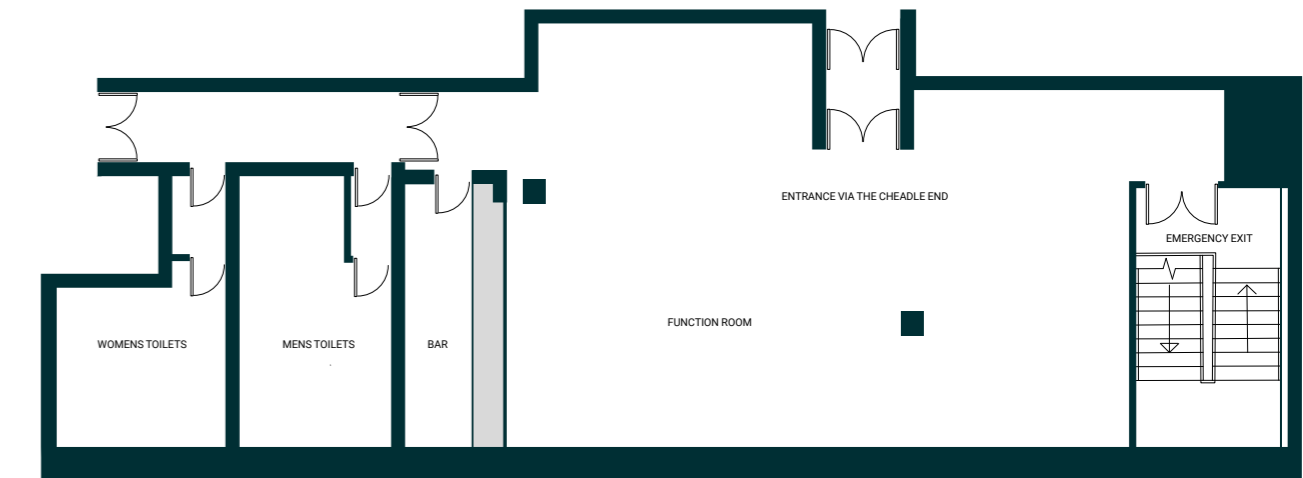 ENTRANCE VIA THE CHEADLE END
EMERGENCY EXIT
FUNCTION ROOM
WOMENS TOILETS
MENS TOILETS
BAR